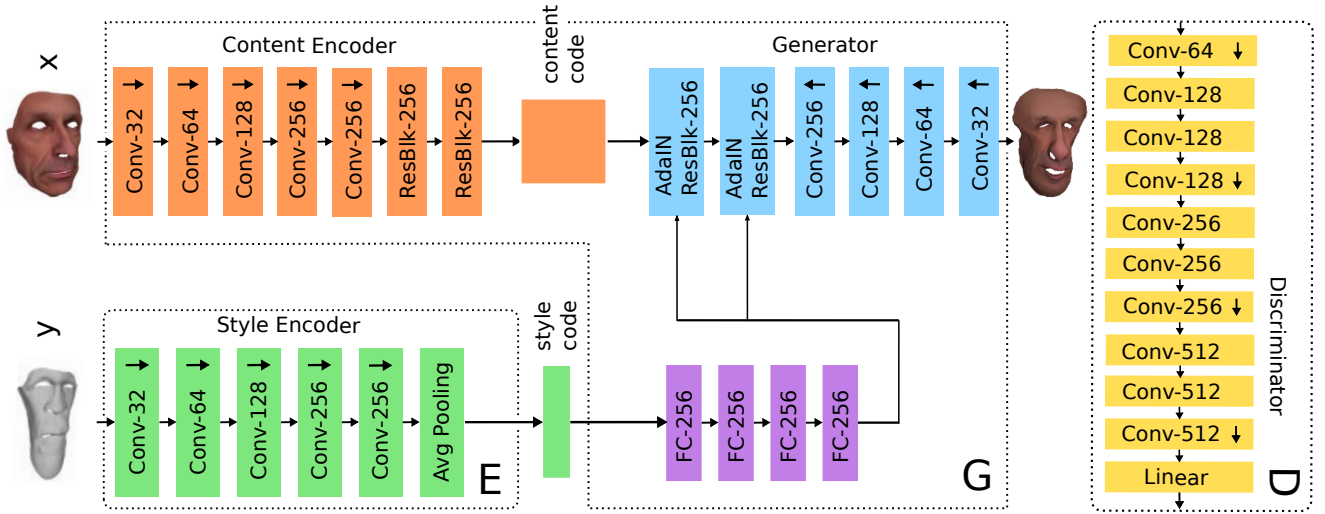 x
Content Encoder
Conv-32
Conv-64
Conv-128
Conv-256
Conv-256
ResBlk-256
ResBlk-256
content
code
Generator
AdaIN
ResBlk-256
AdaIN
ResBlk-256
Conv-256
Conv-128
Conv-64
Conv-32
y
Style Encoder
Conv-32
Conv-64
Conv-128
Conv-256
Conv-256
Avg Pooling
E
style
code
FC-256
FC-256
FC-256
FC-256
G
Conv-64
Conv-128
Conv-128
Conv-128
Conv-256
Conv-256
Conv-256
Conv-512
Conv-512
Conv-512
Linear
Discriminator
D